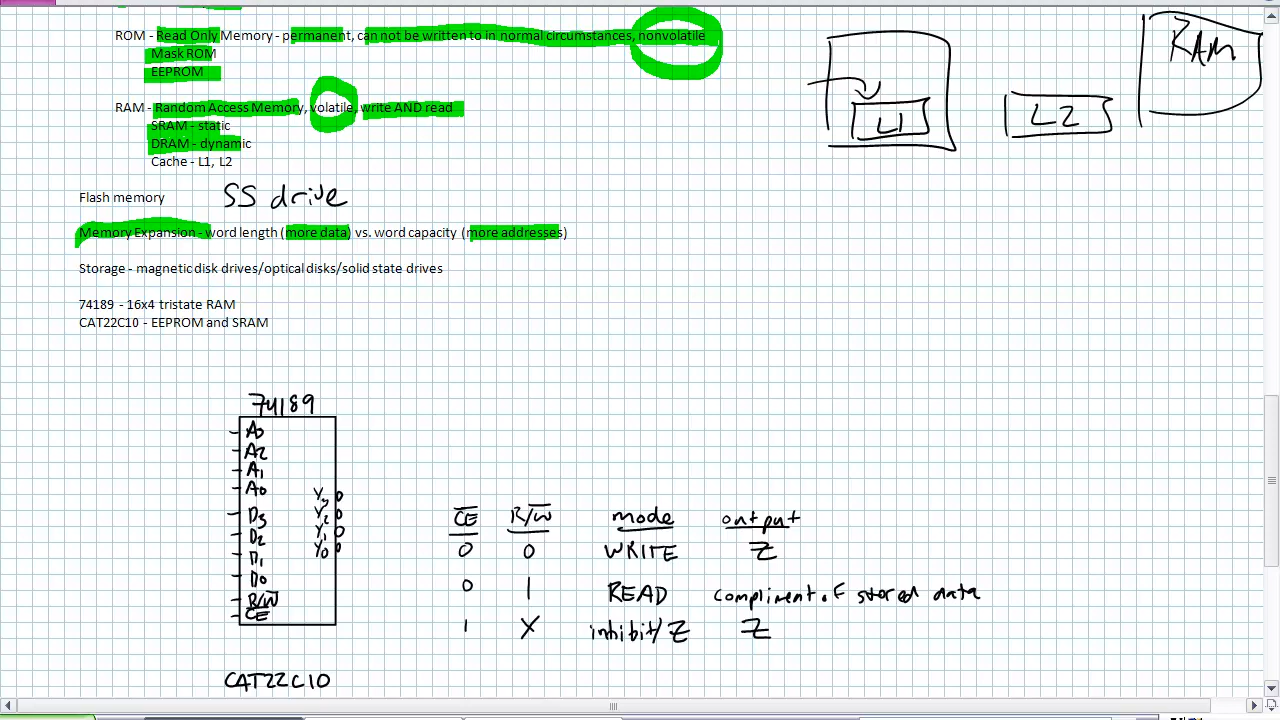 ROM - Read Only Memory - permanent, can not be written to in normal circumstances, nonvolatile
Mask ROM
EEPROM
RAM - Random Access Memory, volatile, write AND read
SRAM - static
DRAM - dynamic
Cache - L1, L2
L1
L2
RAM
Flash memory
SS drive
Memory Expansion - word length (more data) vs. word capacity (more addresses)
Storage - magnetic disk drives/optical disks/solid state drives
74189 - 16x4 tristate RAM
CAT22C10 - EEPROM and SRAM
74189
A0
A2
A1
A0
D3
D2
D1
D0
R/W̅
C̅E̅
Y3
Y2
Y1
Y0
C̅E̅ R/W̅ mode output
0 0 WRITE Z
0 1 READ compliment of stored data
1 X inhibit/Z Z
CAT22C10